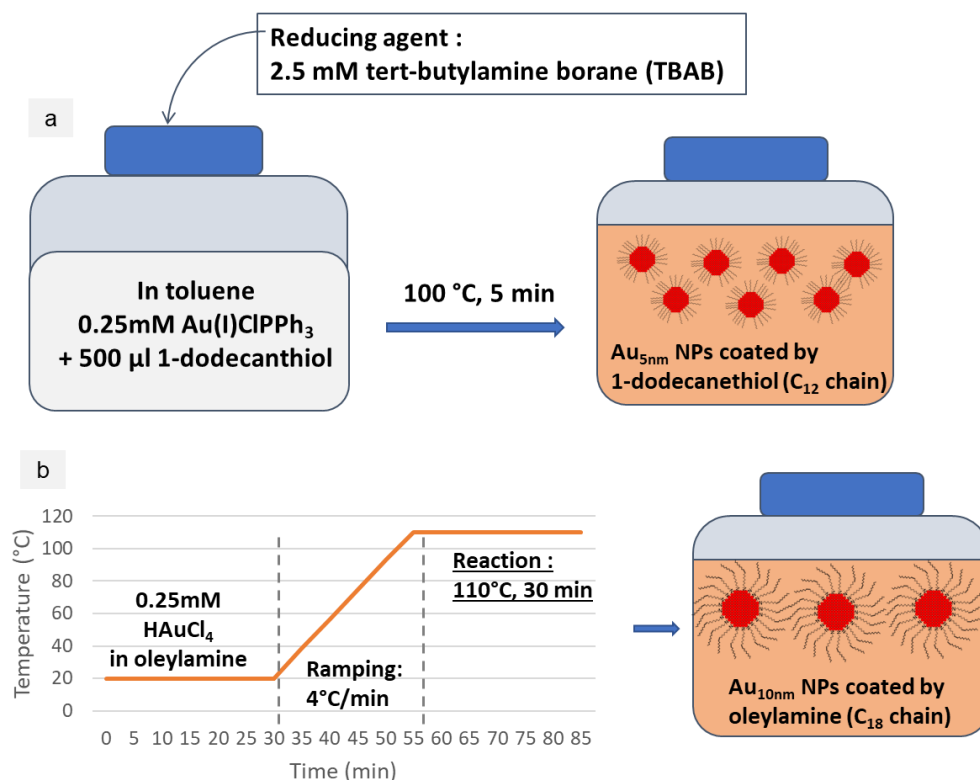 Reducing agent :
2.5 mM tert-butylamine borane (TBAB)
a
In toluene
0.25mM Au(I)ClPPh₃
+ 500 µl 1-dodecanthiol
100 °C, 5 min
Au₅ₙₘ NPs coated by
1-dodecanethiol (C₁₂ chain)
b
Temperature (°C)
120
100
80
60
40
20
0
0.25mM
HAuCl₄
in oleylamine
Ramping:
4°C/min
Reaction :
110°C, 30 min
0 5 10 15 20 25 30 35 40 45 50 55 60 65 70 75 80 85
Time (min)
Au₁₀ₙₘ NPs coated by
oleylamine (C₁₈ chain)